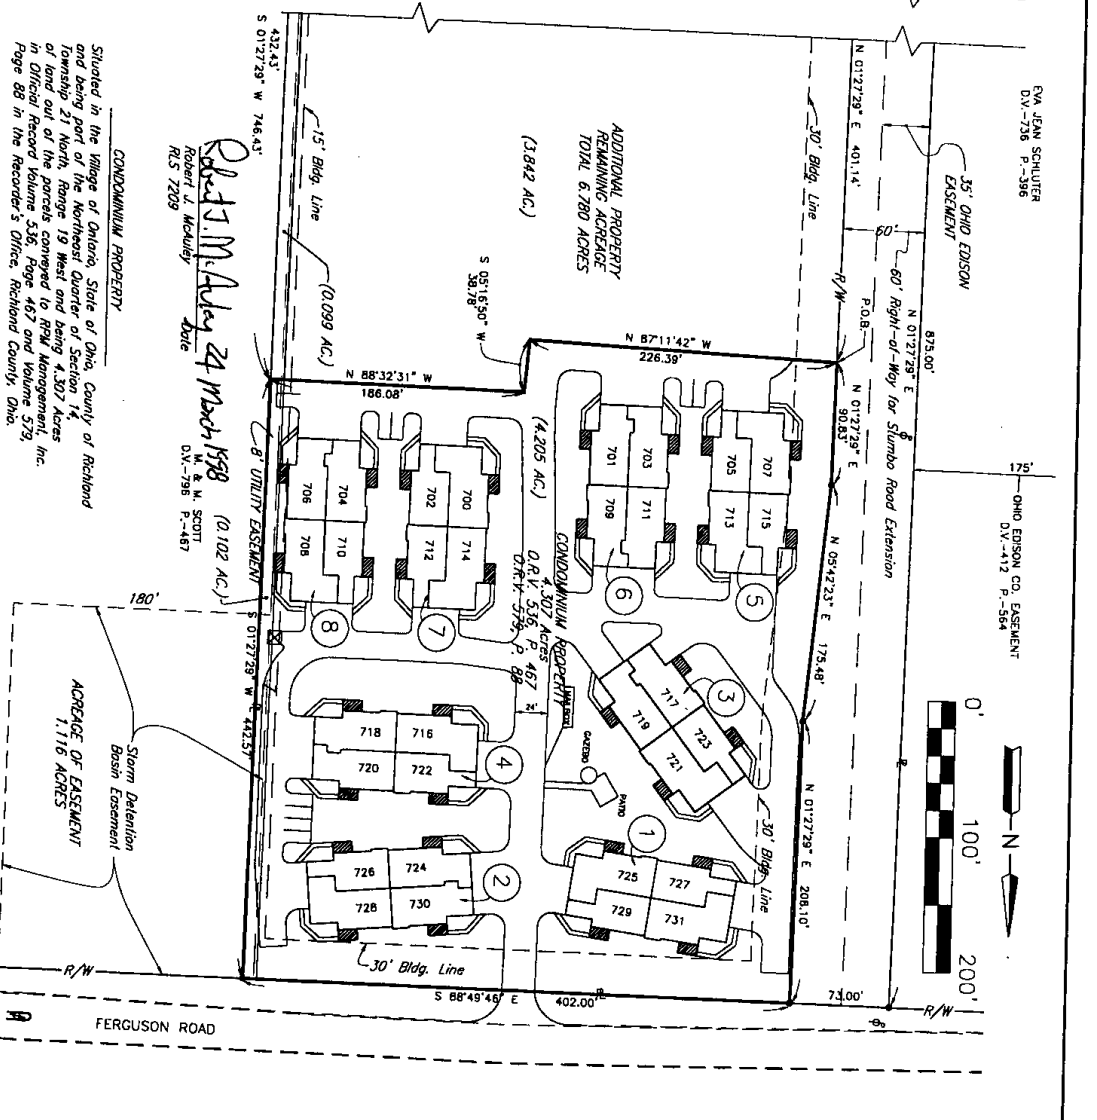 EVA JEAN SCHLUTER
D.V.-736 P.-396
35' OHIO EDISON
EASEMENT
N 01°27'29" E 401.14'
60'
60' Right-of-Way for Stumbo Road Extension
N 01°27'29" E
875.00'
175'
OHIO EDISON CO. EASEMENT
D.V.-412 P.-564
R/W
P.O.B.
30' Bldg. Line
ADDITIONAL PROPERTY
REMAINING ACREAGE
TOTAL 6.780 ACRES
(3.842 AC.)
S 05°16'50" W
38.78'
N 87°11'42" W
226.39'
N 01°27'29" E
90.83'
N 05°42'23" E 175.48'
N 01°27'29" E 208.10'
0' 100' 200'
N
432.43'
S 01°27'29" W 746.43'
15' Bldg. Line
(0.099 AC.)
N 88°32'31" W
186.08'
Robert J. McAuley 24 March 1998
Robert J. McAuley Date
RLS 7209
M. & M. SCOTT
D.V.-796 P.-467
(0.102 AC.)
8' UTILITY EASEMENT
(4.205 AC.)
CONDOMINIUM PROPERTY
4.307 Acres
O.R.V. 536, P. 467
O.R.V. 579, P. 88
701 703 705 707
709 711 713 715
6 5
706 704 702 700
708 710 712 714
8 7
717 719 721 723
3
718 716
720 722
4
24'
MAILBOX
GAZEBO
PATIO
726 724
728 730
2
725 727
729 731
1
30' Bldg. Line
30' Bldg. Line
S 01°27'29" W 442.57'
180'
Storm Detention
Basin Easement
ACREAGE OF EASEMENT
1.116 ACRES
S 88°49'46" E 402.00'
73.00'
R/W
R/W
FERGUSON ROAD
CONDOMINIUM PROPERTY
Situated in the Village of Ontario, State of Ohio, County of Richland
and being part of the Northeast Quarter of Section 14,
Township 21 North, Range 19 West and being 4.307 Acres
of land out of the parcels conveyed to RPM Management, Inc.
in Official Record Volume 536, Page 467 and Volume 579,
Page 88 in the Recorder's Office, Richland County, Ohio.